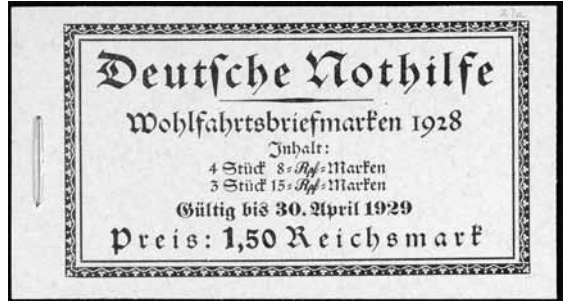 Deutsche Nothilfe
Wohlfahrtsbriefmarken 1928
Inhalt:
4 Stück 8=Rpf=Marken
3 Stück 15=Rpf=Marken
Gültig bis 30. April 1929
Preis: 1,50 Reichsmark